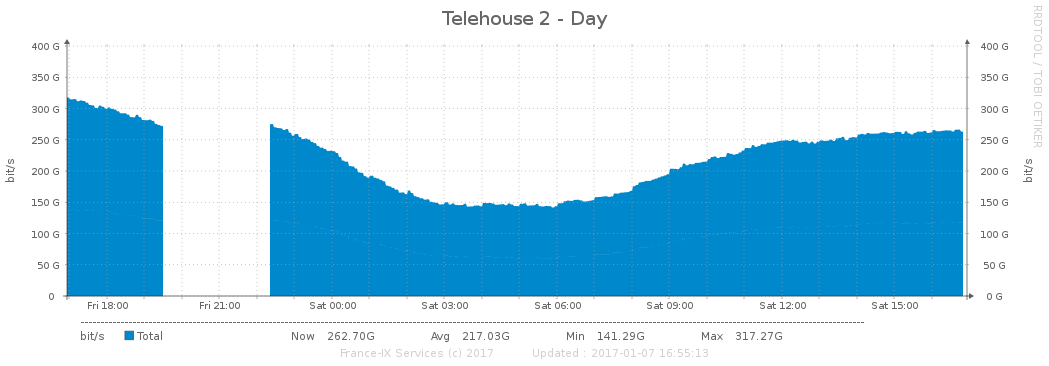 Telehouse 2 - Day
RRDTOOL / TOBI OETIKER
bit/s
400 G 400 G
350 G 350 G
300 G 300 G
250 G 250 G
200 G 200 G
150 G 150 G
100 G 100 G
50 G 50 G
0 0 G
bit/s
Fri 18:00 Fri 21:00 Sat 00:00 Sat 03:00 Sat 06:00 Sat 09:00 Sat 12:00 Sat 15:00
bit/s Total Now 262.70G Avg 217.03G Min 141.29G Max 317.27G
France-IX Services (c) 2017 Updated : 2017-01-07 16:55:13